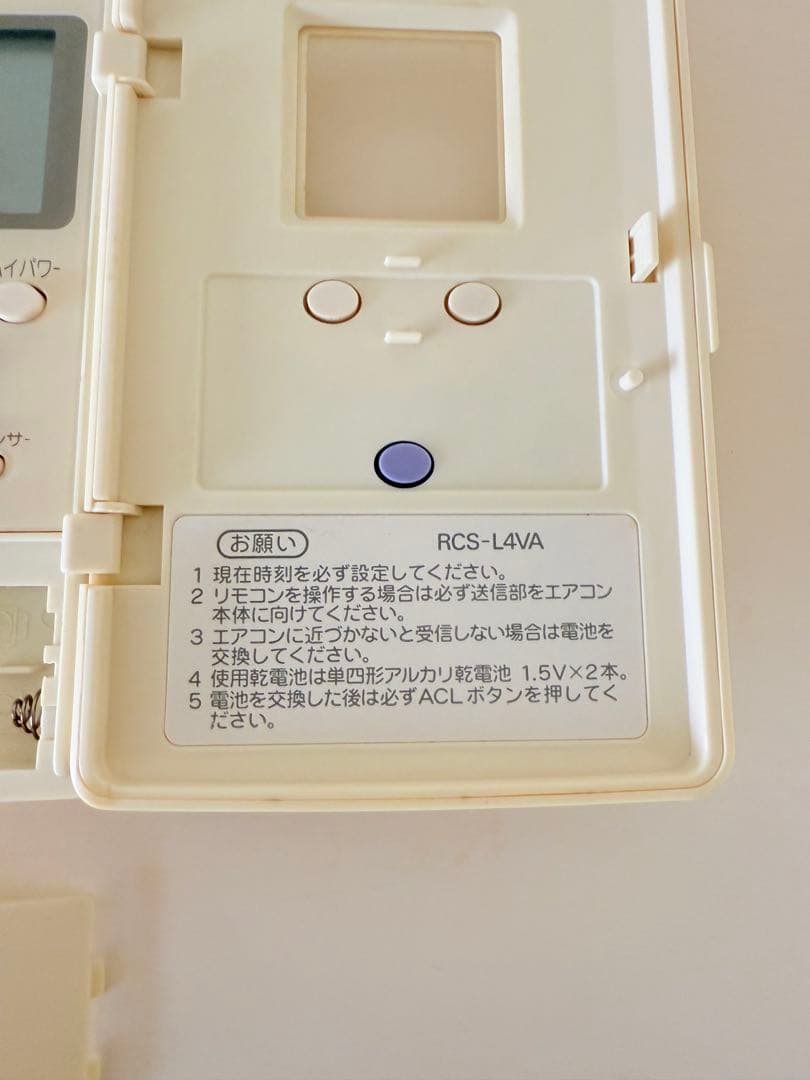 イパワー
サー
お願い RCS-L4VA
1 現在時刻を必ず設定してください。
2 リモコンを操作する場合は必ず送信部をエアコン
本体に向けてください。
3 エアコンに近づかないと受信しない場合は電池を
交換してください。
4 使用乾電池は単四形アルカリ乾電池 1.5V×2本。
5 電池を交換した後は必ずACLボタンを押してく
ださい。